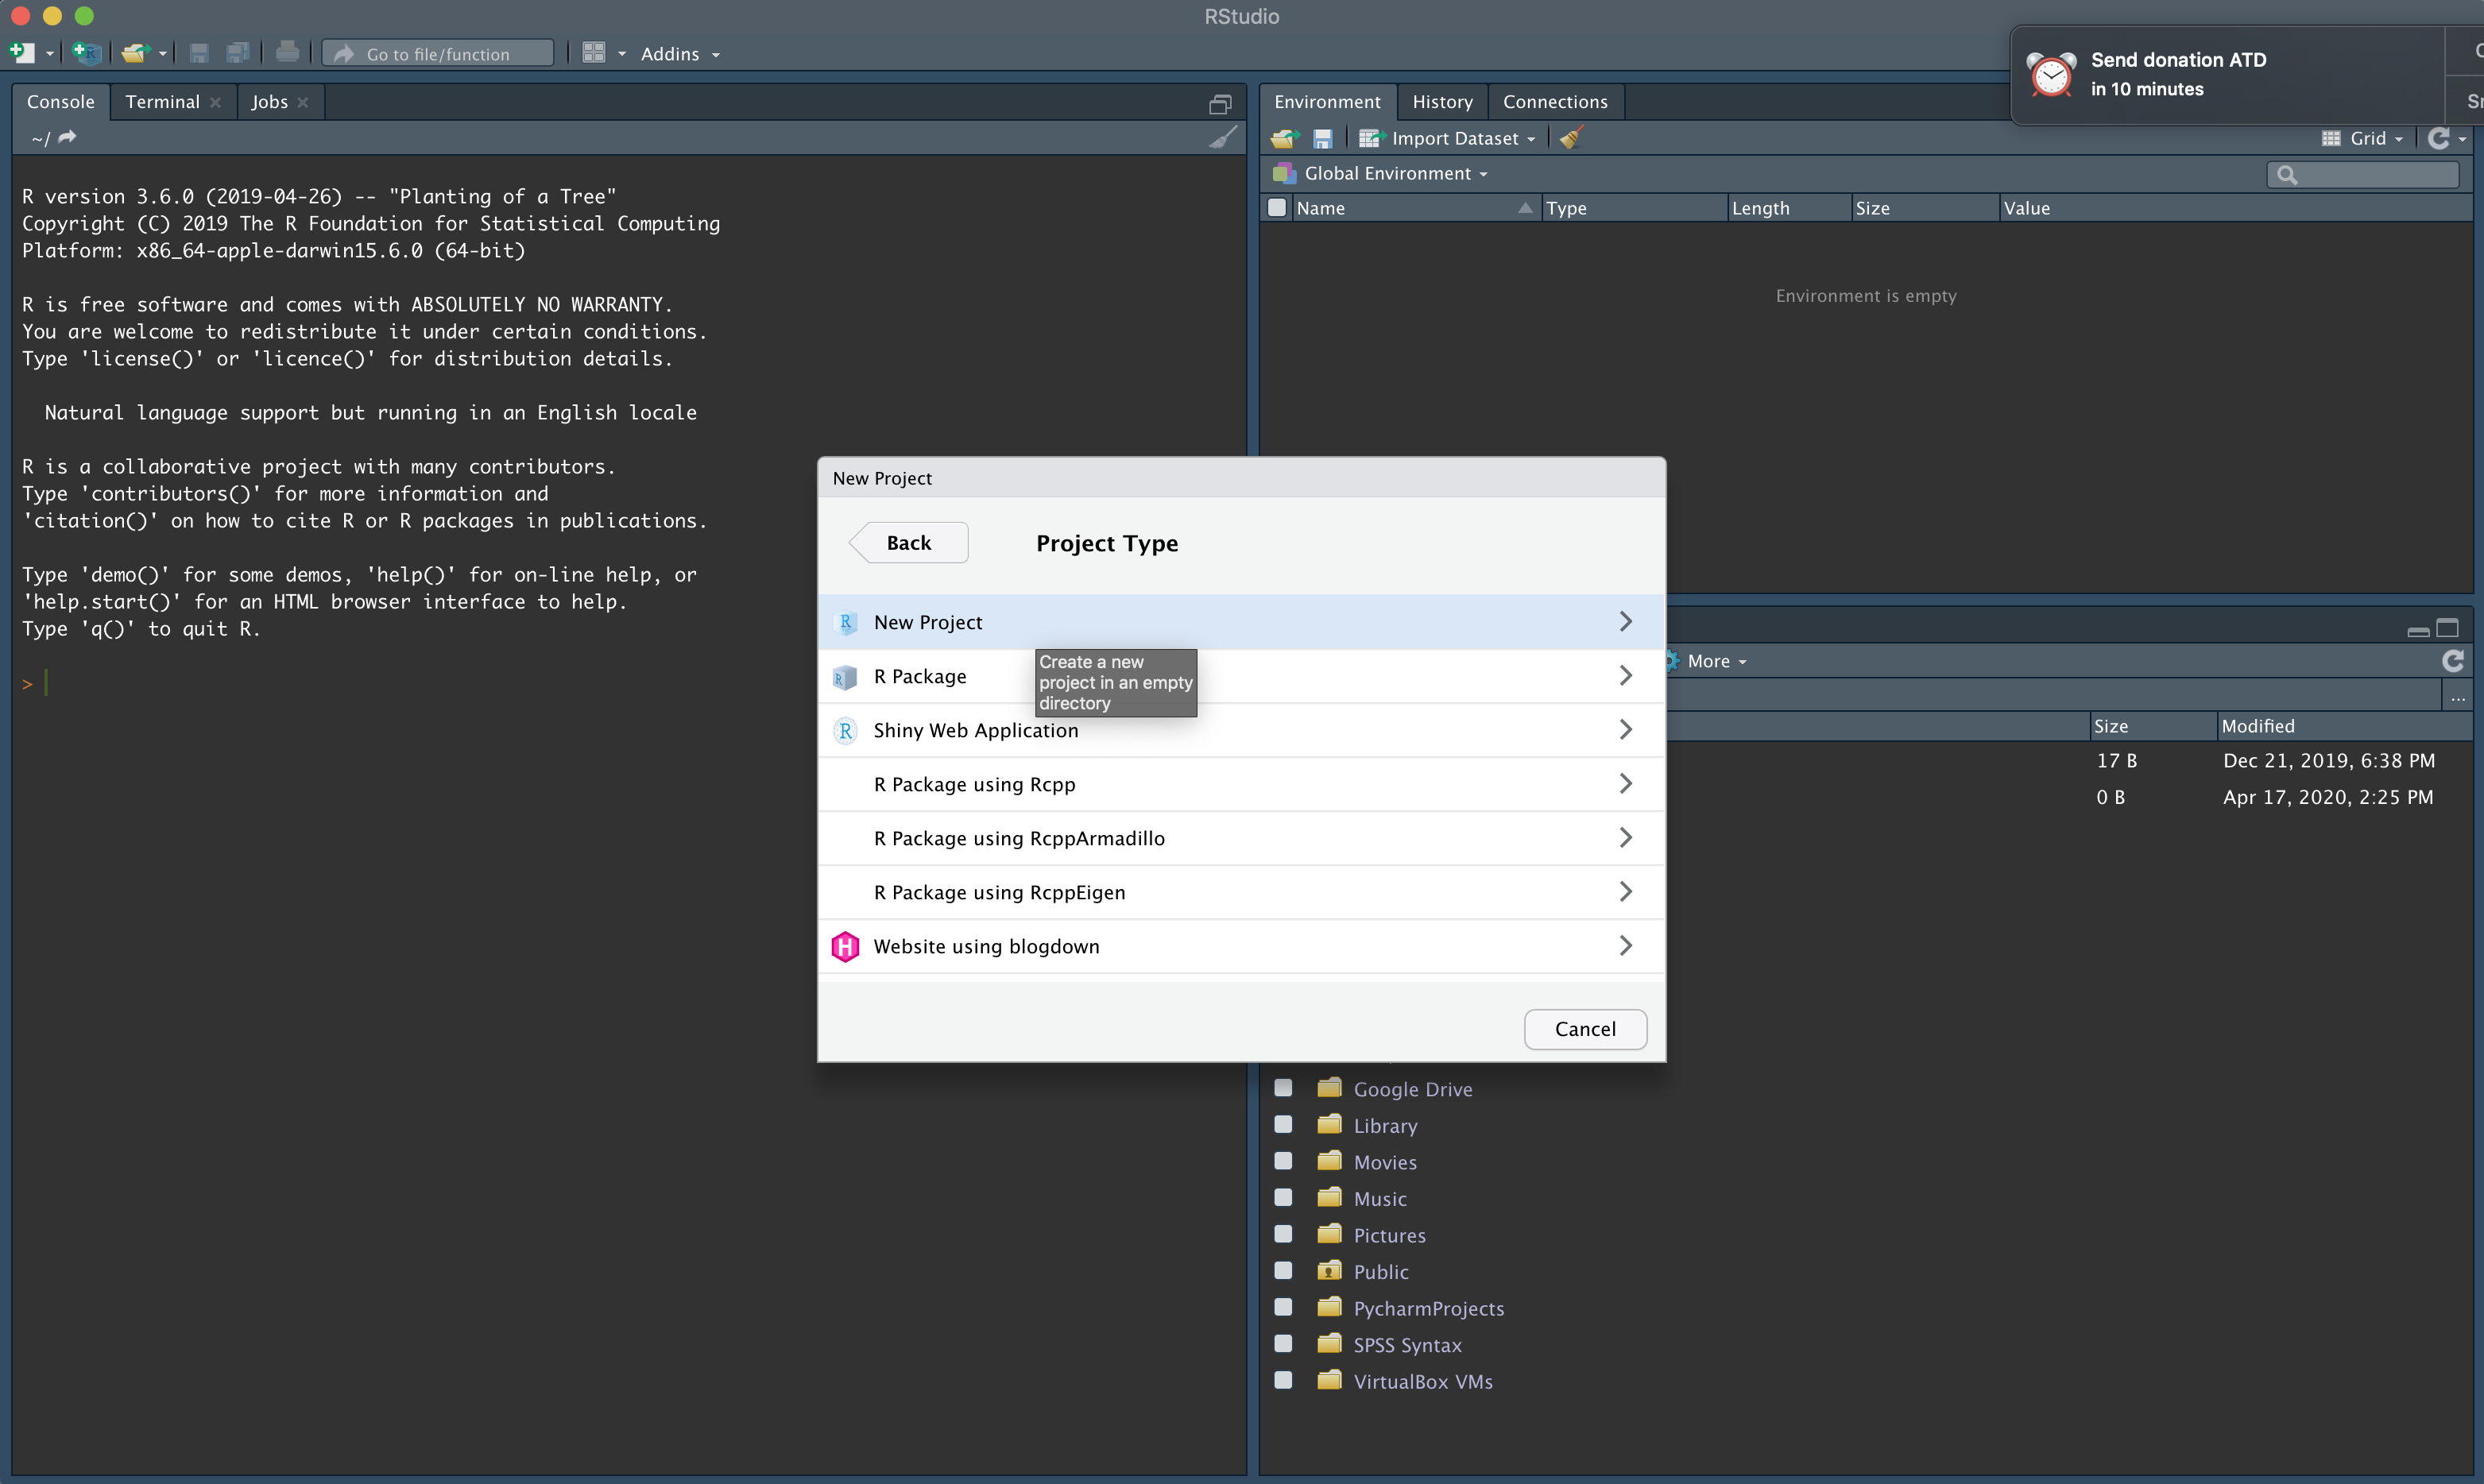 RStudio
Go to file/function
Addins
Send donation ATD
in 10 minutes
Console
Terminal
Jobs
~/
R version 3.6.0 (2019-04-26) -- "Planting of a Tree"
Copyright (C) 2019 The R Foundation for Statistical Computing
Platform: x86_64-apple-darwin15.6.0 (64-bit)
R is free software and comes with ABSOLUTELY NO WARRANTY.
You are welcome to redistribute it under certain conditions.
Type 'license()' or 'licence()' for distribution details.
Natural language support but running in an English locale
R is a collaborative project with many contributors.
Type 'contributors()' for more information and
'citation()' on how to cite R or R packages in publications.
Type 'demo()' for some demos, 'help()' for on-line help, or
'help.start()' for an HTML browser interface to help.
Type 'q()' to quit R.
>
Environment
History
Connections
Import Dataset
Grid
Global Environment
Name
Type
Length
Size
Value
Environment is empty
New Project
Back
Project Type
New Project
Create a new
project in an empty
directory
R Package
Shiny Web Application
R Package using Rcpp
R Package using RcppArmadillo
R Package using RcppEigen
H
Website using blogdown
Cancel
More
...
Size
Modified
17 B
Dec 21, 2019, 6:38 PM
0 B
Apr 17, 2020, 2:25 PM
Google Drive
Library
Movies
Music
Pictures
Public
PycharmProjects
SPSS Syntax
VirtualBox VMs